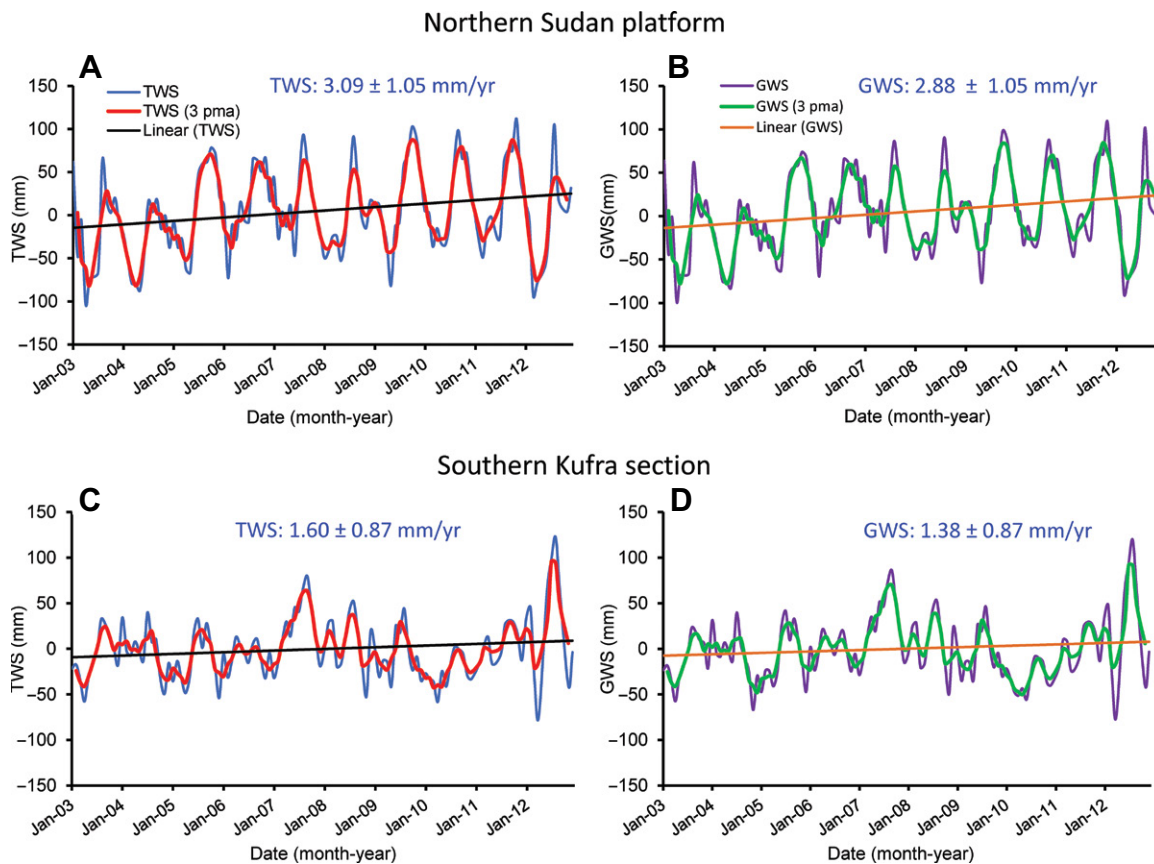 Northern Sudan platform
A
TWS: 3.09 ± 1.05 mm/yr
TWS
TWS (3 pma)
Linear (TWS)
TWS (mm)
150
100
50
0
−50
−100
−150
Jan-03
Jan-04
Jan-05
Jan-06
Jan-07
Jan-08
Jan-09
Jan-10
Jan-11
Jan-12
Date (month-year)
B
GWS: 2.88 ± 1.05 mm/yr
GWS
GWS (3 pma)
Linear (GWS)
GWS(mm)
150
100
50
0
−50
−100
−150
Jan-03
Jan-04
Jan-05
Jan-06
Jan-07
Jan-08
Jan-09
Jan-10
Jan-11
Jan-12
Date (month-year)
Southern Kufra section
C
TWS: 1.60 ± 0.87 mm/yr
TWS (mm)
150
100
50
0
−50
−100
−150
Jan-03
Jan-04
Jan-05
Jan-06
Jan-07
Jan-08
Jan-09
Jan-10
Jan-11
Jan-12
Date (month-year)
D
GWS: 1.38 ± 0.87 mm/yr
GWS (mm)
150
100
50
0
−50
−100
−150
Jan-03
Jan-04
Jan-05
Jan-06
Jan-07
Jan-08
Jan-09
Jan-10
Jan-11
Jan-12
Date (month-year)